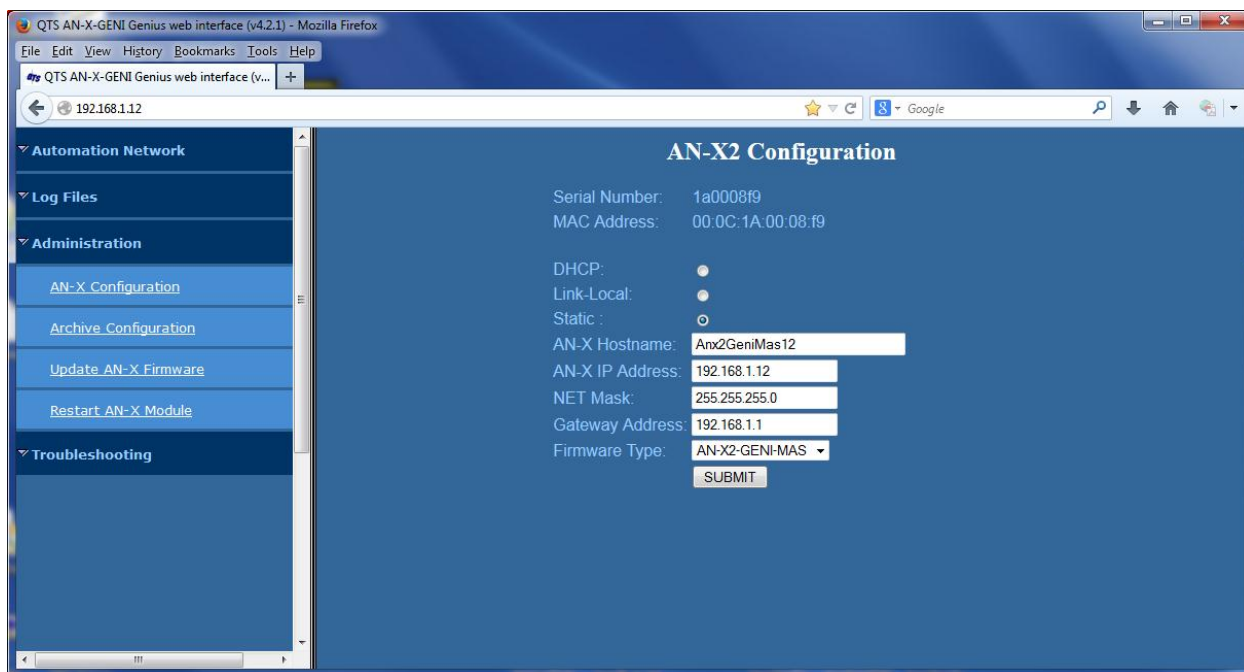 QTS AN-X-GENI Genius web interface (v4.2.1) - Mozilla Firefox
File Edit View History Bookmarks Tools Help
QTS QTS AN-X-GENI Genius web interface (v... +
192.168.1.12
8 Google
Automation Network
Log Files
Administration
AN-X Configuration
Archive Configuration
Update AN-X Firmware
Restart AN-X Module
Troubleshooting
AN-X2 Configuration
Serial Number: 1a0008f9
MAC Address: 00:0C:1A:00:08:f9
DHCP:
Link-Local:
Static :
AN-X Hostname: Anx2GeniMas12
AN-X IP Address: 192.168.1.12
NET Mask: 255.255.255.0
Gateway Address: 192.168.1.1
Firmware Type: AN-X2-GENI-MAS
SUBMIT